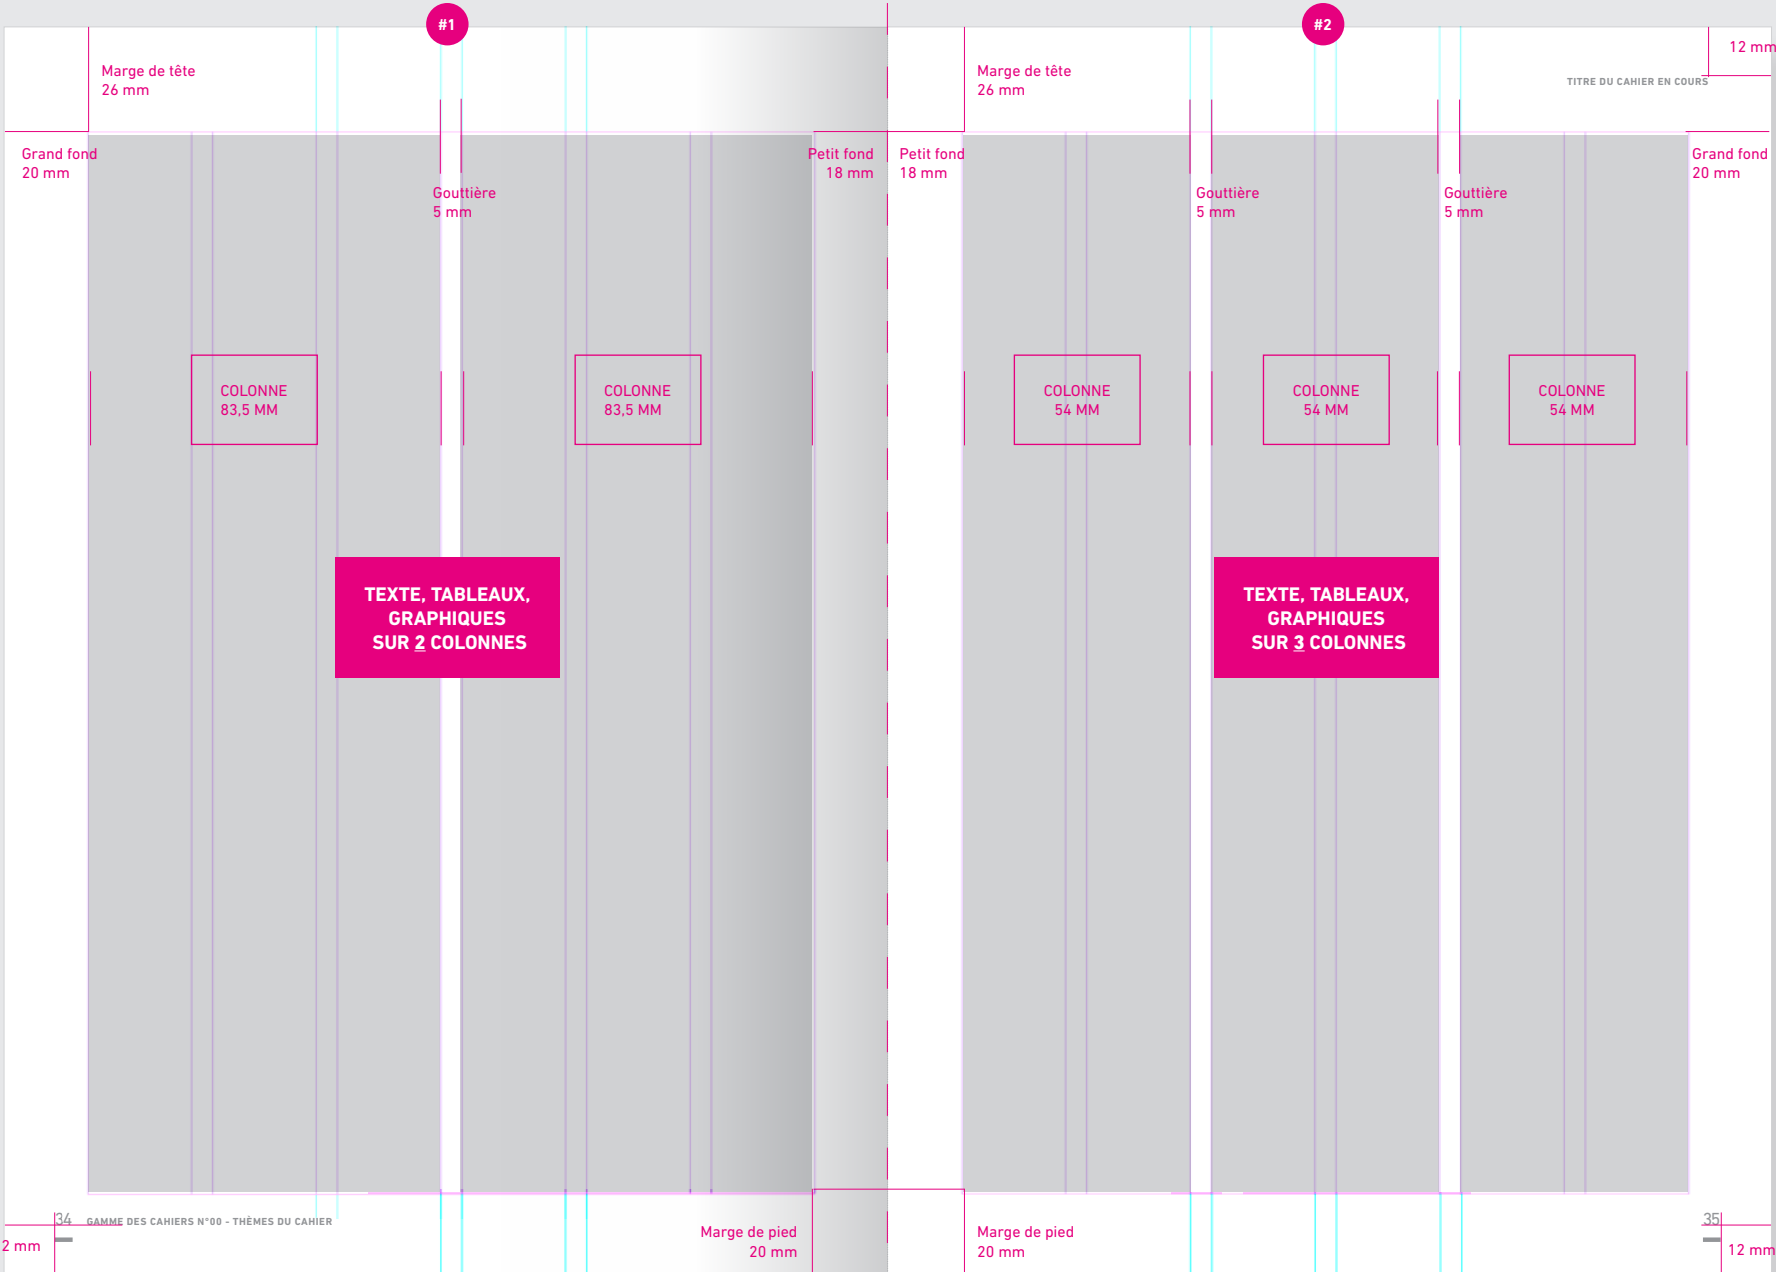 #1
Marge de tête
26 mm
Grand fond
20 mm
Petit fond
18 mm
Gouttière
5 mm
COLONNE
83,5 MM
COLONNE
83,5 MM
TEXTE, TABLEAUX,
GRAPHIQUES
SUR 2 COLONNES
34
GAMME DES CAHIERS N°00 - THÈMES DU CAHIER
2 mm
Marge de pied
20 mm
#2
12 mm
TITRE DU CAHIER EN COURS
Marge de tête
26 mm
Petit fond
18 mm
Grand fond
20 mm
Gouttière
5 mm
Gouttière
5 mm
COLONNE
54 MM
COLONNE
54 MM
COLONNE
54 MM
TEXTE, TABLEAUX,
GRAPHIQUES
SUR 3 COLONNES
Marge de pied
20 mm
35
12 mm